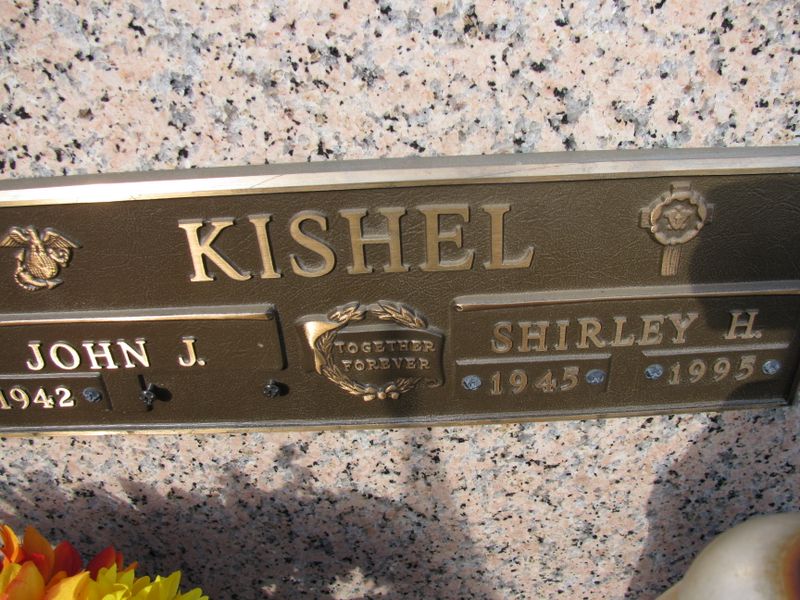 KISHEL
JOHN J.
1942
TOGETHER
FOREVER
SHIRLEY H.
1945 1995